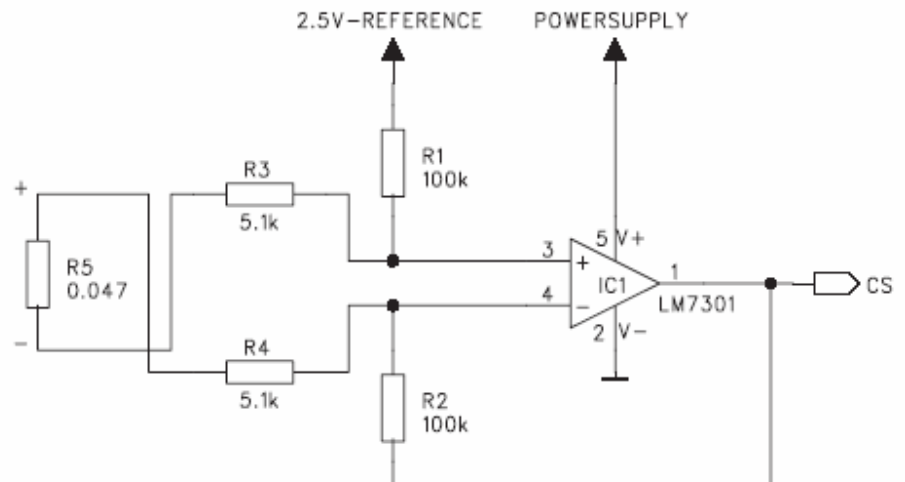 2.5V-REFERENCE
POWERSUPPLY
R1
100k
R3
5.1k
+
R5
0.047
-
3
+
5 V+
IC1
1
LM7301
CS
4
-
2 V-
R4
5.1k
R2
100k